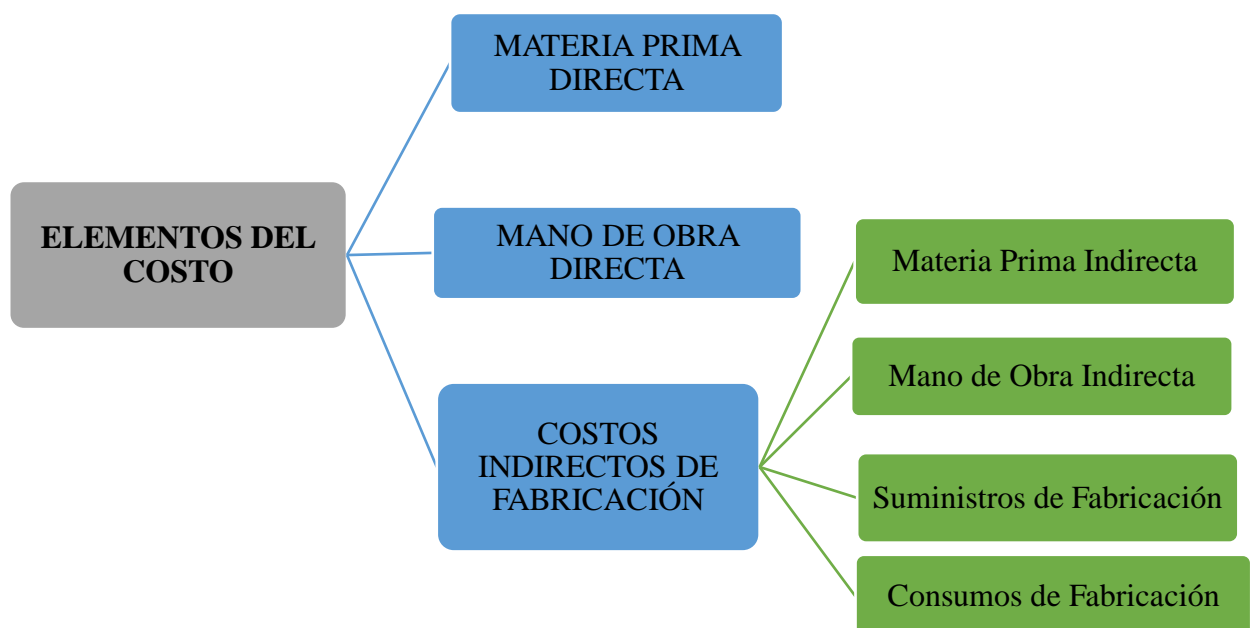 MATERIA PRIMA
DIRECTA
ELEMENTOS DEL
COSTO
MANO DE OBRA
DIRECTA
COSTOS
INDIRECTOS DE
FABRICACIÓN
Materia Prima Indirecta
Mano de Obra Indirecta
Suministros de Fabricación
Consumos de Fabricación